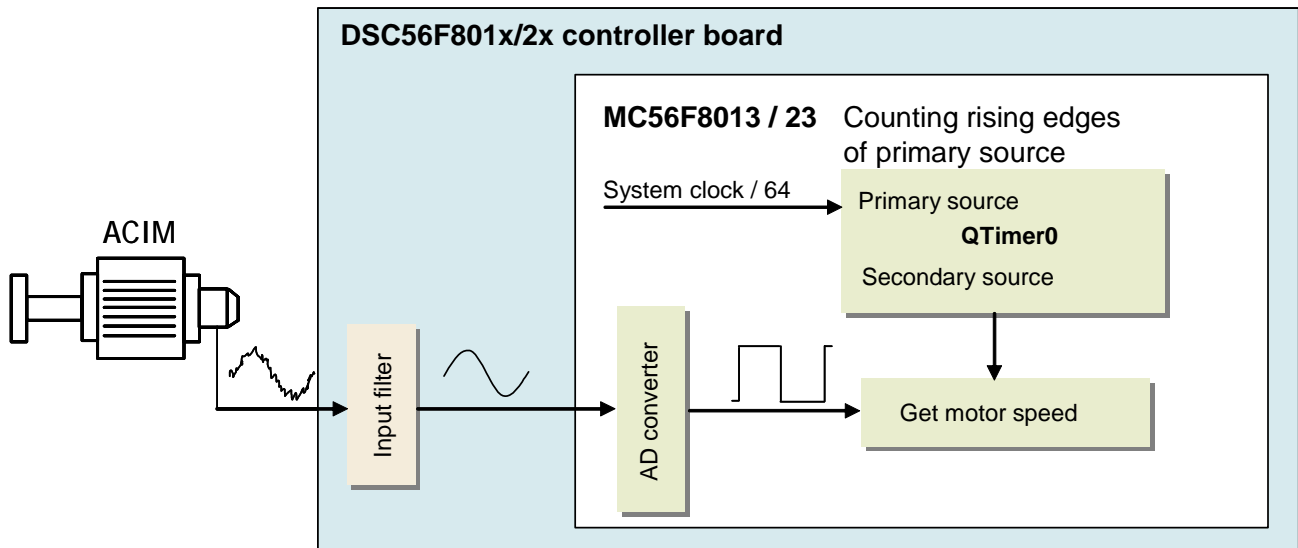 DSC56F801x/2x controller board
MC56F8013 / 23
Counting rising edges
of primary source
System clock / 64
Primary source
QTimer0
Secondary source
ACIM
Input filter
AD converter
Get motor speed